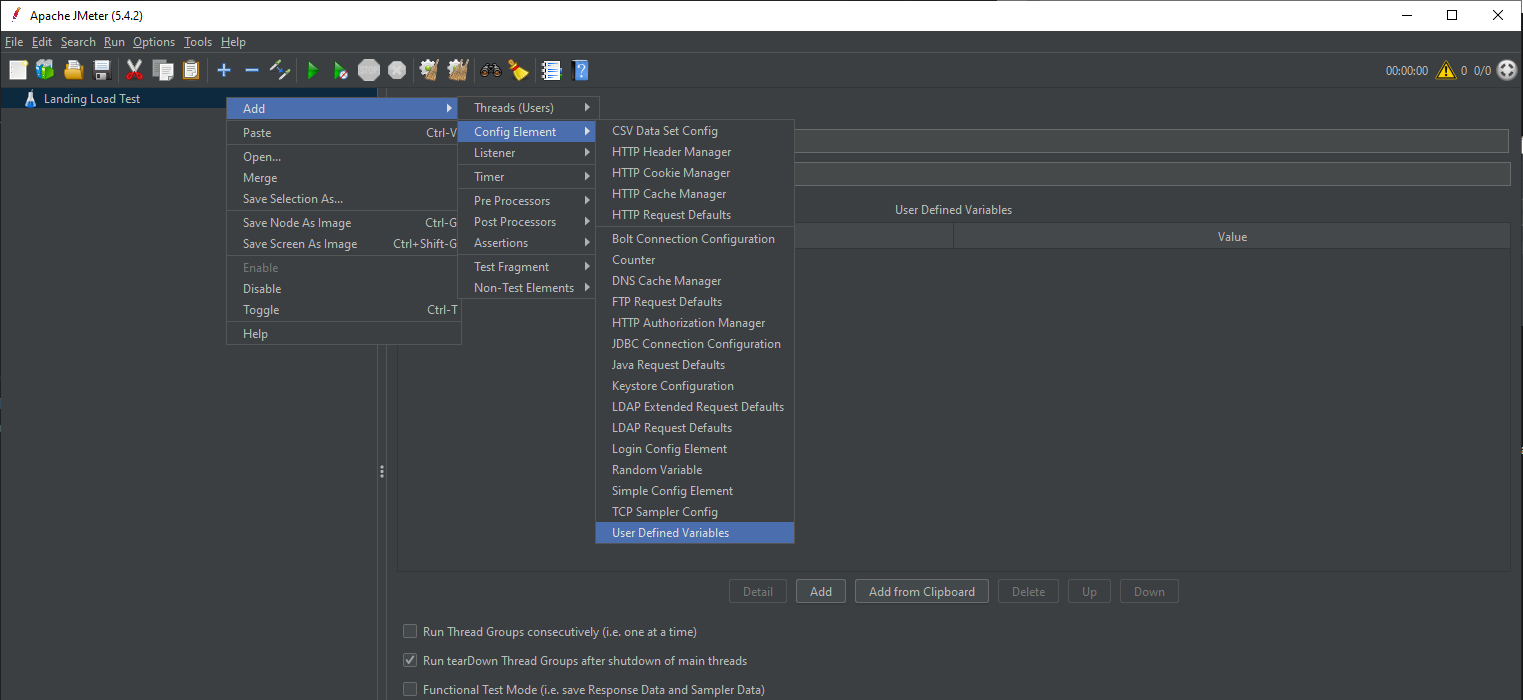 Apache JMeter (5.4.2)
File Edit Search Run Options Tools Help
STOP
00:00:00 0 0/0
Landing Load Test
Add
Paste Ctrl-V
Open...
Merge
Save Selection As...
Save Node As Image Ctrl-G
Save Screen As Image Ctrl+Shift-G
Enable
Disable
Toggle Ctrl-T
Help
Threads (Users)
Config Element
Listener
Timer
Pre Processors
Post Processors
Assertions
Test Fragment
Non-Test Elements
CSV Data Set Config
HTTP Header Manager
HTTP Cookie Manager
HTTP Cache Manager
HTTP Request Defaults
Bolt Connection Configuration
Counter
DNS Cache Manager
FTP Request Defaults
HTTP Authorization Manager
JDBC Connection Configuration
Java Request Defaults
Keystore Configuration
LDAP Extended Request Defaults
LDAP Request Defaults
Login Config Element
Random Variable
Simple Config Element
TCP Sampler Config
User Defined Variables
User Defined Variables
Value
Detail Add Add from Clipboard Delete Up Down
Run Thread Groups consecutively (i.e. one at a time)
Run tearDown Thread Groups after shutdown of main threads
Functional Test Mode (i.e. save Response Data and Sampler Data)